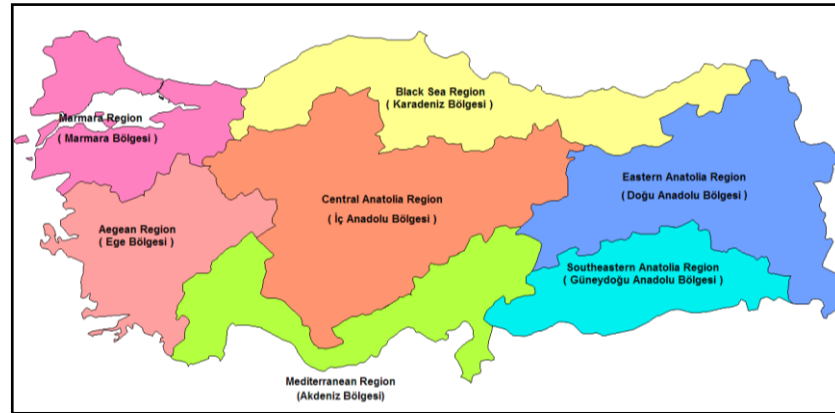 Black Sea Region
( Karadeniz Bölgesi )
Marmara Region
( Marmara Bölgesi )
Eastern Anatolia Region
( Doğu Anadolu Bölgesi )
Central Anatolia Region
( İç Anadolu Bölgesi )
Aegean Region
( Ege Bölgesi )
Southeastern Anatolia Region
( Güneydoğu Anadolu Bölgesi )
Mediterranean Region
(Akdeniz Bölgesi)